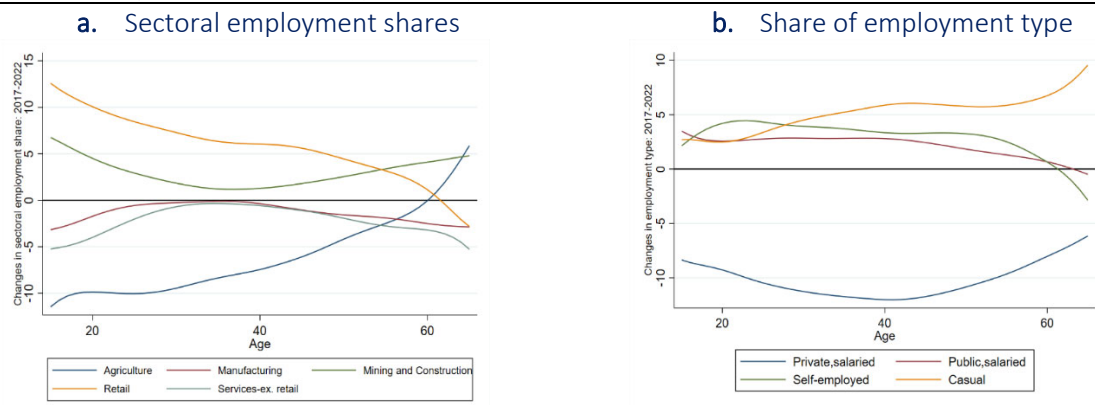 a. Sectoral employment shares
Changes in sectoral employment share: 2017-2022
15
10
5
0
-5
-10
20
40
60
Age
Agriculture
Manufacturing
Mining and Construction
Retail
Services-ex. retail
b. Share of employment type
Changes in employment type: 2017-2022
10
5
0
-5
-10
20
40
60
Age
Private,salaried
Public,salaried
Self-employed
Casual